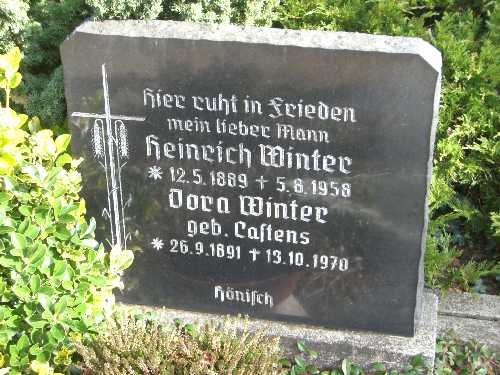 Hier ruht in Frieden
mein lieber Mann
Heinrich Winter
* 12.5.1889 + 5.8.1958
Dora Winter
geb. Caſtens
* 26.9.1891 + 13.10.1970
Höniſch